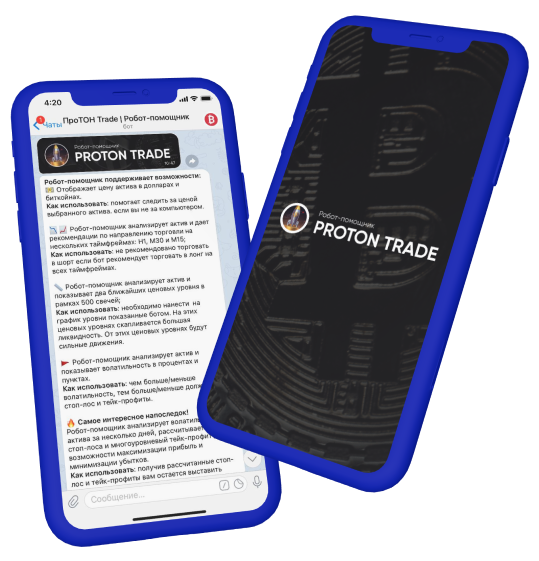 4:20
1
Чаты
ПроТОН Trade | Робот-помощник
бот
Робот-помощник
PROTON TRADE
10:47
Робот-помощник поддерживает возможности:
Отображает цену актива в долларах и
биткойнах.
Как использовать: помогает следить за ценой
выбранного актива, если вы не за компьютером.
Робот-помощник анализирует актив и дает
рекомендации по направлению торговли на
нескольких таймфреймах: H1, M30 и M15;
Как использовать: не рекомендовано торговать
в шорт если бот рекомендует торговать в лонг на
всех таймфреймах.
Робот-помощник анализирует актив и
показывает два ближайших ценовых уровня в
рамках 500 свечей;
Как использовать: необходимо нанести на
график уровни показанные ботом. На этих
ценовых уровнях скапливается большая
ликвидность. От этих ценовых уровней будут
сильные движения.
Робот-помощник анализирует актив и
показывает волатильность в процентах и
пунктах.
Как использовать: чем больше/меньше
волатильность, тем больше/меньше
стоп-лос и тейк-профиты.
Самое интересное напоследок!
Робот-помощник анализирует
актива за несколько дней, рассчитывает
стоп-лоса и многоуровневый
возможности максимизации прибыль и
минимизации убытков.
Как использовать: получив рассчитанные стоп-
лос и тейк-профиты вам остается выставить
Сообщение...
Робот-помощник
PROTON TRADE